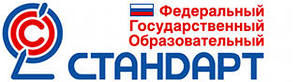 Федеральный
Государственный
Образовательный
СТАНДАРТ